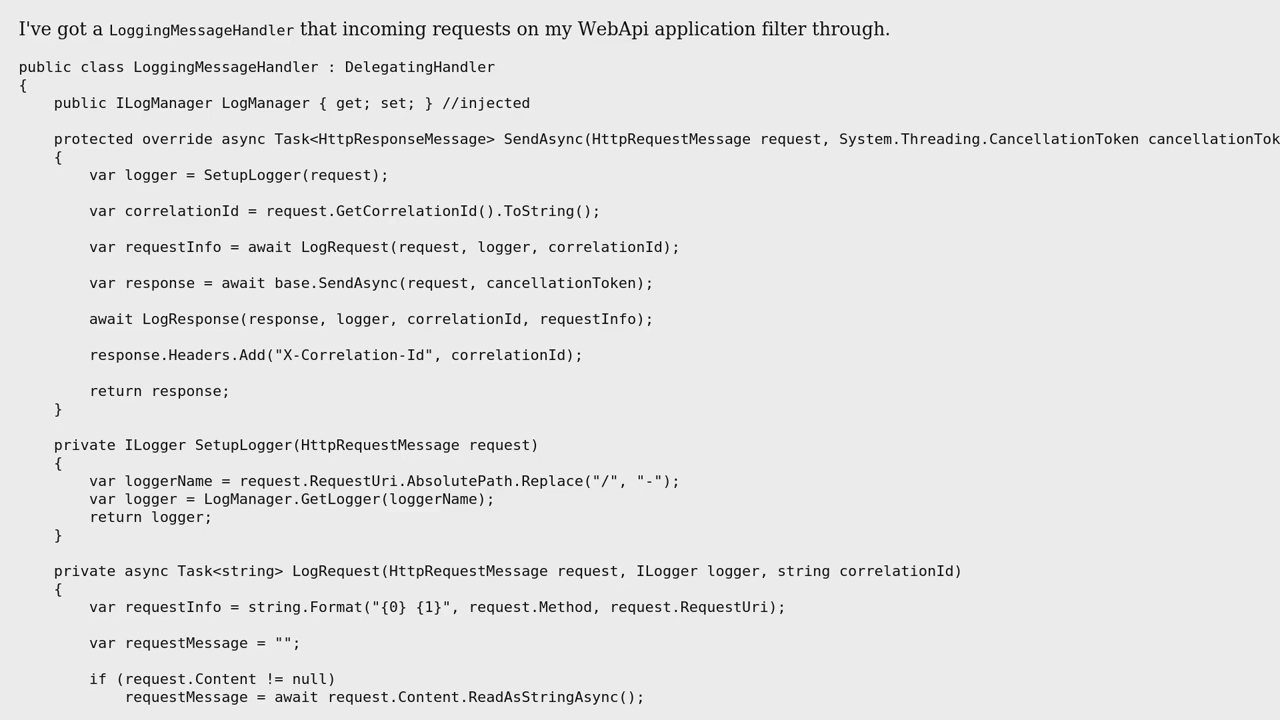 I've got a LoggingMessageHandler that incoming requests on my WebApi application filter through.
public class LoggingMessageHandler : DelegatingHandler
{
    public ILogManager LogManager { get; set; } //injected
    protected override async Task<HttpResponseMessage> SendAsync(HttpRequestMessage request, System.Threading.CancellationToken cancellationTok
    {
        var logger = SetupLogger(request);
        var correlationId = request.GetCorrelationId().ToString();
        var requestInfo = await LogRequest(request, logger, correlationId);
        var response = await base.SendAsync(request, cancellationToken);
        await LogResponse(response, logger, correlationId, requestInfo);
        response.Headers.Add("X-Correlation-Id", correlationId);
        return response;
    }
    private ILogger SetupLogger(HttpRequestMessage request)
    {
        var loggerName = request.RequestUri.AbsolutePath.Replace("/", "-");
        var logger = LogManager.GetLogger(loggerName);
        return logger;
    }
    private async Task<string> LogRequest(HttpRequestMessage request, ILogger logger, string correlationId)
    {
        var requestInfo = string.Format("{0} {1}", request.Method, request.RequestUri);
        var requestMessage = "";
        if (request.Content != null)
            requestMessage = await request.Content.ReadAsStringAsync();